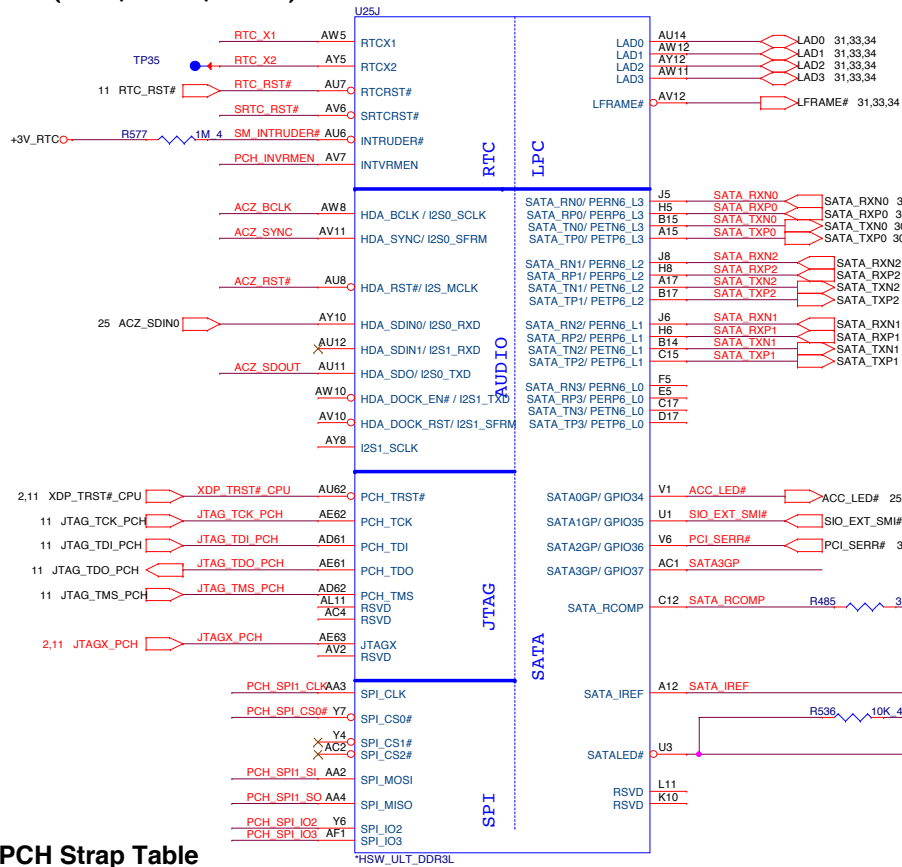 U25J
RTC_X1 AW5 RTCX1
TP35 RTC_X2 AY5 RTCX2
11 RTC_RST# RTC_RST# AU7 RTCRST#
SRTC_RST# AV6 SRTCRST#
+3V_RTC R577 1M_4 SM_INTRUDER# AU6 INTRUDER#
PCH_INVRMEN AV7 INTVRMEN
RTC
LAD0 AU14 LAD0 31,33,34
LAD1 AW12 LAD1 31,33,34
LAD2 AY12 LAD2 31,33,34
LAD3 AW11 LAD3 31,33,34
LFRAME# AV12 LFRAME# 31,33,34
LPC
ACZ_BCLK AW8 HDA_BCLK / I2S0_SCLK
ACZ_SYNC AV11 HDA_SYNC/ I2S0_SFRM
ACZ_RST# AU8 HDA_RST#/ I2S_MCLK
25 ACZ_SDIN0 AY10 HDA_SDIN0/ I2S0_RXD
AU12 HDA_SDIN1/ I2S1_RXD
ACZ_SDOUT AU11 HDA_SDO/ I2S0_TXD
AW10 HDA_DOCK_EN# / I2S1_TXD
AV10 HDA_DOCK_RST/ I2S1_SFRM
AY8 I2S1_SCLK
AUDIO
SATA_RN0/ PERN6_L3 J5 SATA_RXN0 SATA_RXN0 3
SATA_RP0/ PERP6_L3 H5 SATA_RXP0 SATA_RXP0 3
SATA_TN0/ PETN6_L3 B15 SATA_TXN0 SATA_TXN0 30
SATA_TP0/ PETP6_L3 A15 SATA_TXP0 SATA_TXP0 30
SATA_RN1/ PERN6_L2 J8 SATA_RXN2 SATA_RXN2
SATA_RP1/ PERP6_L2 H8 SATA_RXP2 SATA_RXP2
SATA_TN1/ PETN6_L2 A17 SATA_TXN2 SATA_TXN2
SATA_TP1/ PETP6_L2 B17 SATA_TXP2 SATA_TXP2
SATA_RN2/ PERN6_L1 J6 SATA_RXN1 SATA_RXN1
SATA_RP2/ PERP6_L1 H6 SATA_RXP1 SATA_RXP1
SATA_TN2/ PETN6_L1 B14 SATA_TXN1 SATA_TXN1
SATA_TP2/ PETP6_L1 C15 SATA_TXP1 SATA_TXP1
SATA_RN3/ PERN6_L0 F5
SATA_RP3/ PERP6_L0 E5
SATA_TN3/ PETN6_L0 C17
SATA_TP3/ PETP6_L0 D17
2,11 XDP_TRST#_CPU XDP_TRST#_CPU AU62 PCH_TRST#
11 JTAG_TCK_PCH JTAG_TCK_PCH AE62 PCH_TCK
11 JTAG_TDI_PCH JTAG_TDI_PCH AD61 PCH_TDI
11 JTAG_TDO_PCH JTAG_TDO_PCH AE61 PCH_TDO
11 JTAG_TMS_PCH JTAG_TMS_PCH AD62 PCH_TMS
AL11 RSVD
AC4 RSVD
2,11 JTAGX_PCH JTAGX_PCH AE63 JTAGX
AV2 RSVD
JTAG
SATA0GP/ GPIO34 V1 ACC_LED# ACC_LED# 25
SATA1GP/ GPIO35 U1 SIO_EXT_SMI# SIO_EXT_SMI#
SATA2GP/ GPIO36 V6 PCI_SERR# PCI_SERR# 3
SATA3GP/ GPIO37 AC1 SATA3GP
SATA_RCOMP C12 SATA_RCOMP R485 3
SATA
SATA_IREF A12 SATA_IREF
R536 10K_4
SATALED# U3
RSVD L11
RSVD K10
PCH_SPI1_CLK AA3 SPI_CLK
PCH_SPI_CS0# Y7 SPI_CS0#
Y4 SPI_CS1#
AC2 SPI_CS2#
PCH_SPI1_SI AA2 SPI_MOSI
PCH_SPI1_SO AA4 SPI_MISO
PCH_SPI_IO2 Y6 SPI_IO2
PCH_SPI_IO3 AF1 SPI_IO3
SPI
*HSW_ULT_DDR3L
PCH Strap Table